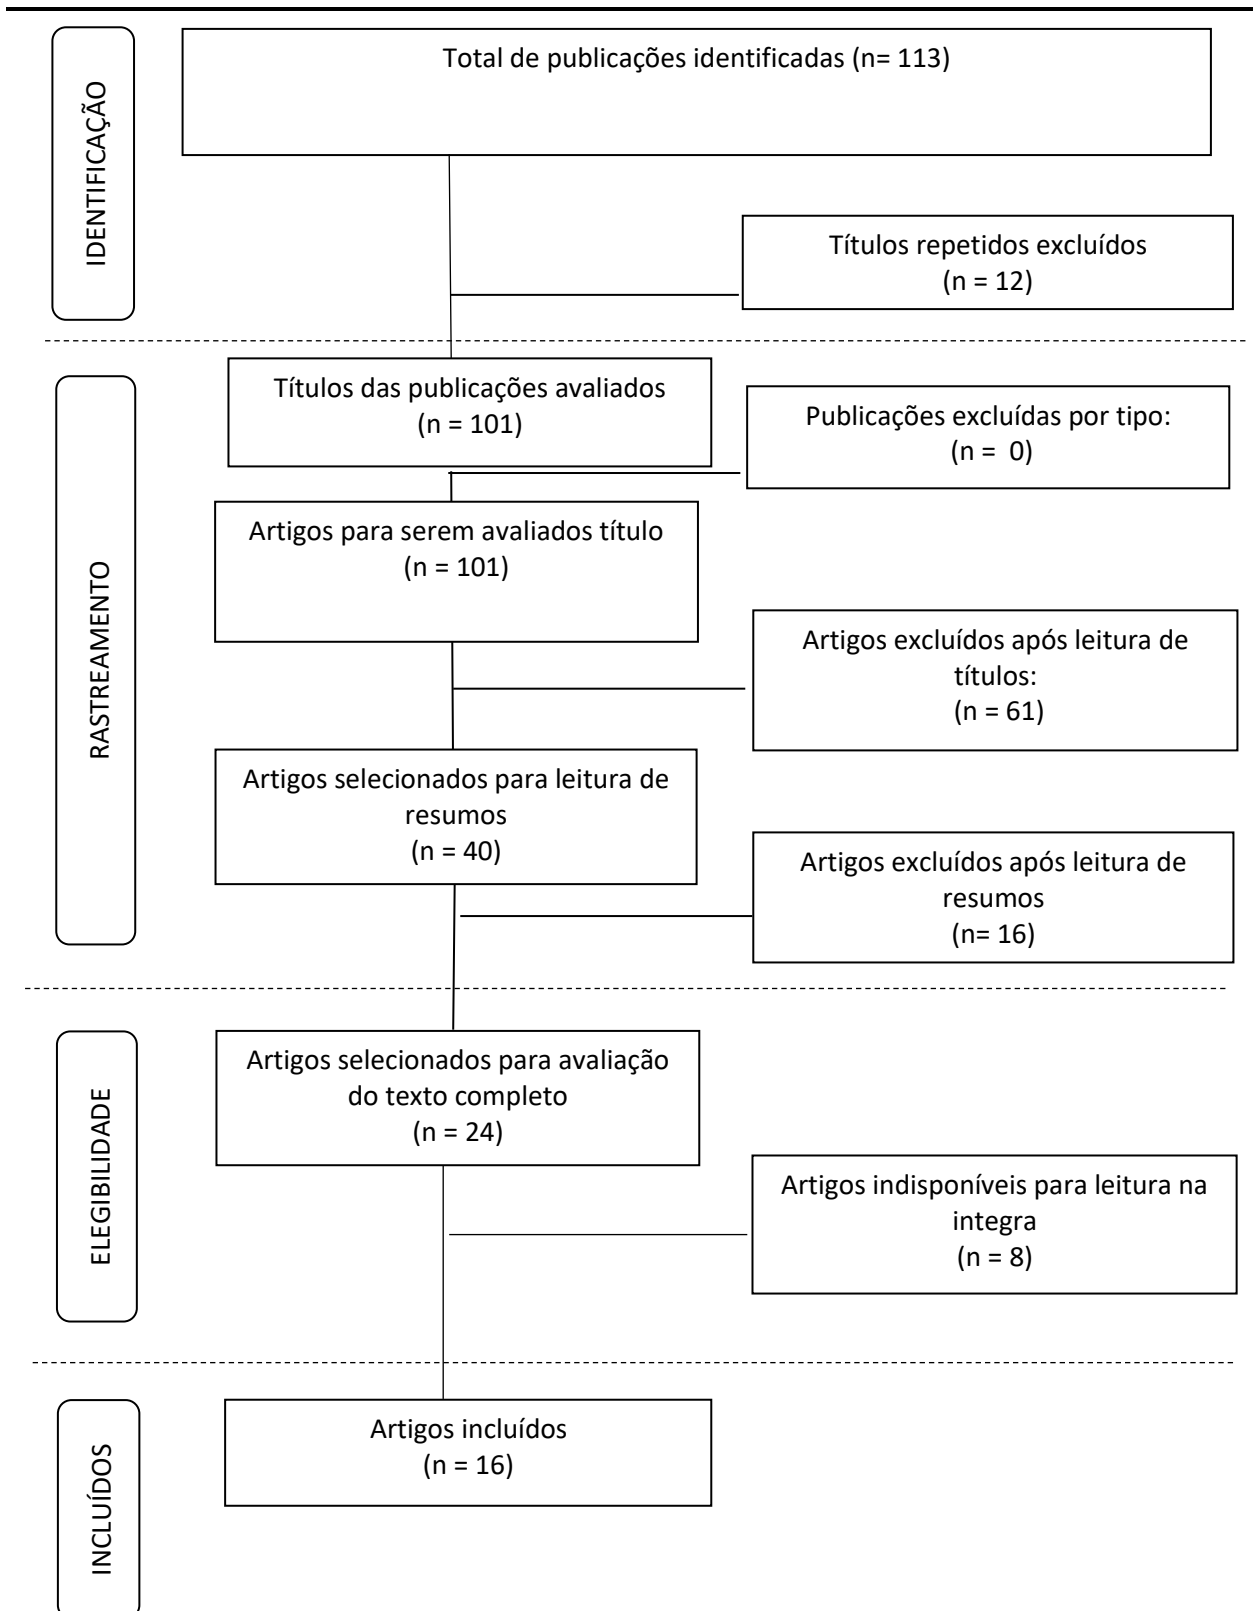 IDENTIFICAÇÃO
Total de publicações identificadas (n= 113)
Títulos repetidos excluídos
(n = 12)
RASTREAMENTO
Títulos das publicações avaliados
(n = 101)
Publicações excluídas por tipo:
(n =  0)
Artigos para serem avaliados título
(n = 101)
Artigos excluídos após leitura de
títulos:
(n = 61)
Artigos selecionados para leitura de
resumos
(n = 40)
Artigos excluídos após leitura de
resumos
(n= 16)
ELEGIBILIDADE
Artigos selecionados para avaliação
do texto completo
(n = 24)
Artigos indisponíveis para leitura na
integra
(n = 8)
INCLUÍDOS
Artigos incluídos
(n = 16)